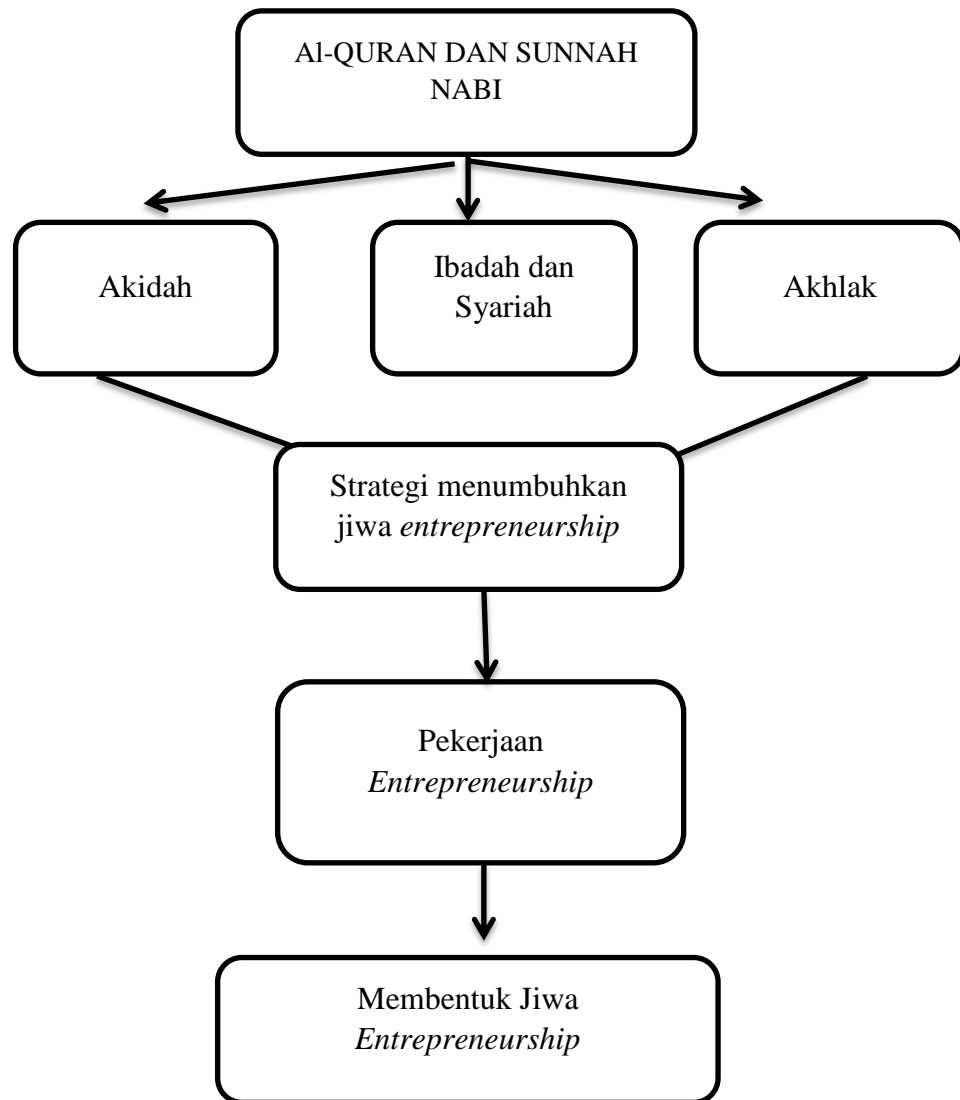 Al-QURAN DAN SUNNAH
NABI
Akidah
Ibadah dan
Syariah
Akhlak
Strategi menumbuhkan
jiwa entrepreneurship
Pekerjaan
Entrepreneurship
Membentuk Jiwa
Entrepreneurship